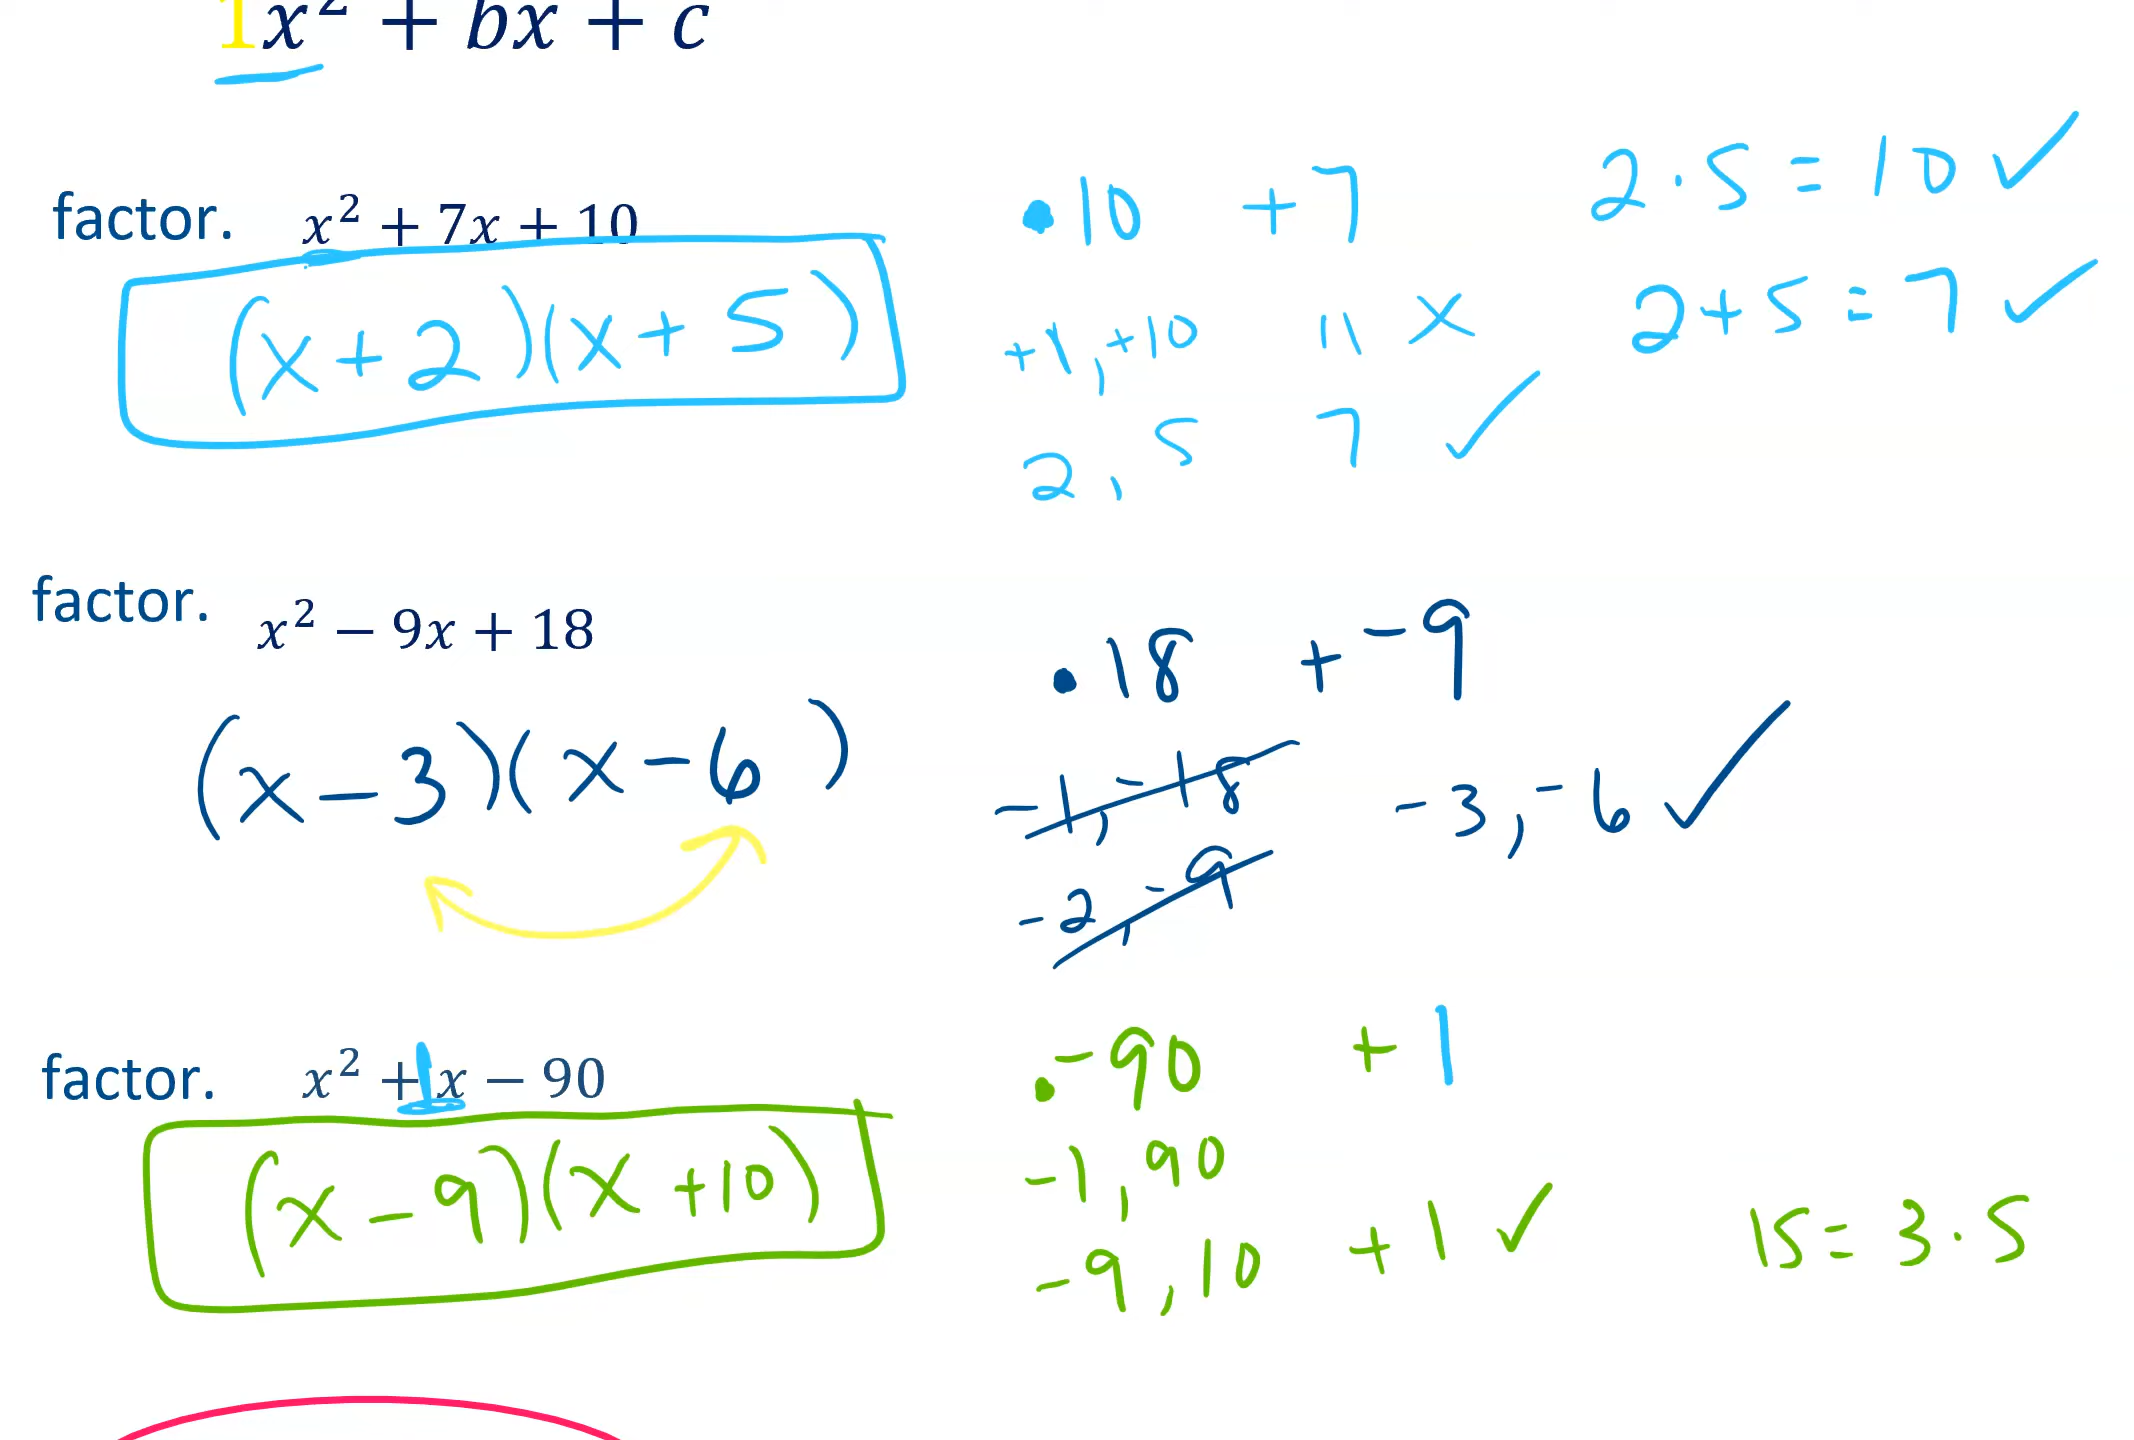 1x² + bx + c
factor. x² + 7x + 10
(x + 2)(x + 5)
• 10 + 7
+1, +10 11 ×
2, 5 7 ✓
2 · 5 = 10 ✓
2 + 5 = 7 ✓
factor. x² − 9x + 18
(x − 3)(x − 6)
• 18 + −9
−1, −18 −3, −6 ✓
−2, −9
factor. x² + 1x − 90
(x − 9)(x + 10)
• −90 + 1
−1, 90
−9, 10 + 1 ✓
15 = 3 · 5